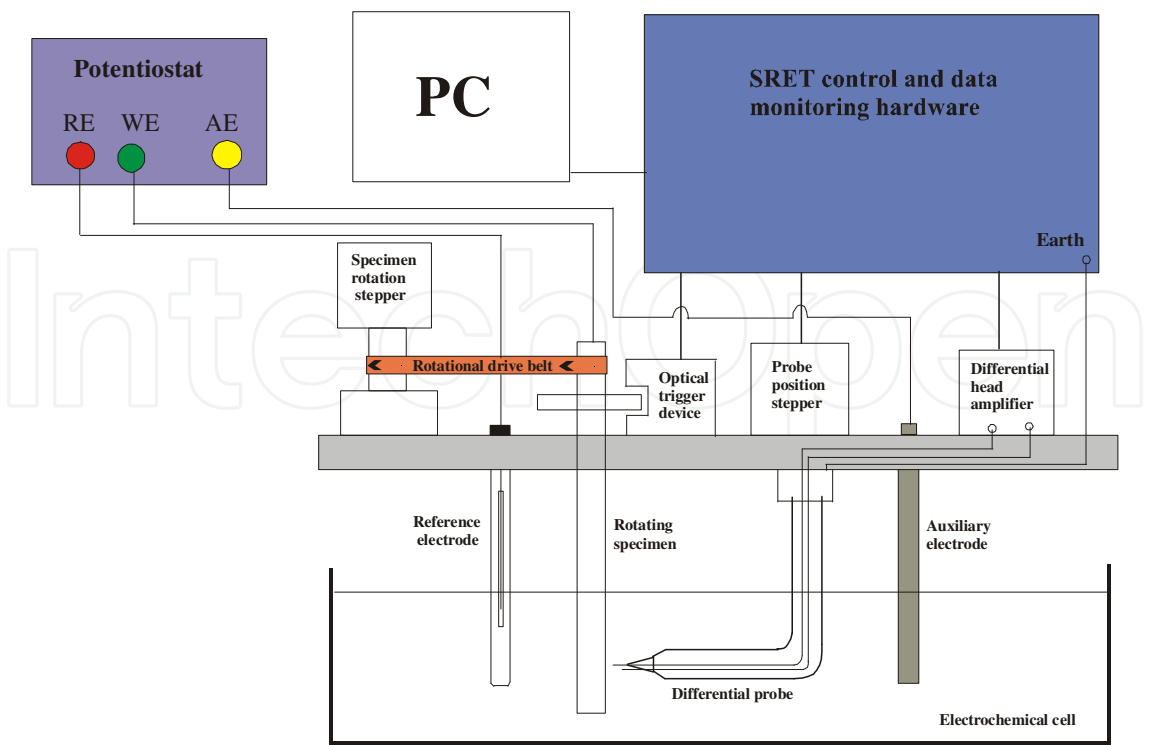 Potentiostat
RE WE AE
PC
SRET control and data
monitoring hardware
Earth
Specimen
rotation
stepper
Rotational drive belt
Optical
trigger
device
Probe
position
stepper
Differential
head
amplifier
Reference
electrode
Rotating
specimen
Auxiliary
electrode
Differential probe
Electrochemical cell
IntechOpen